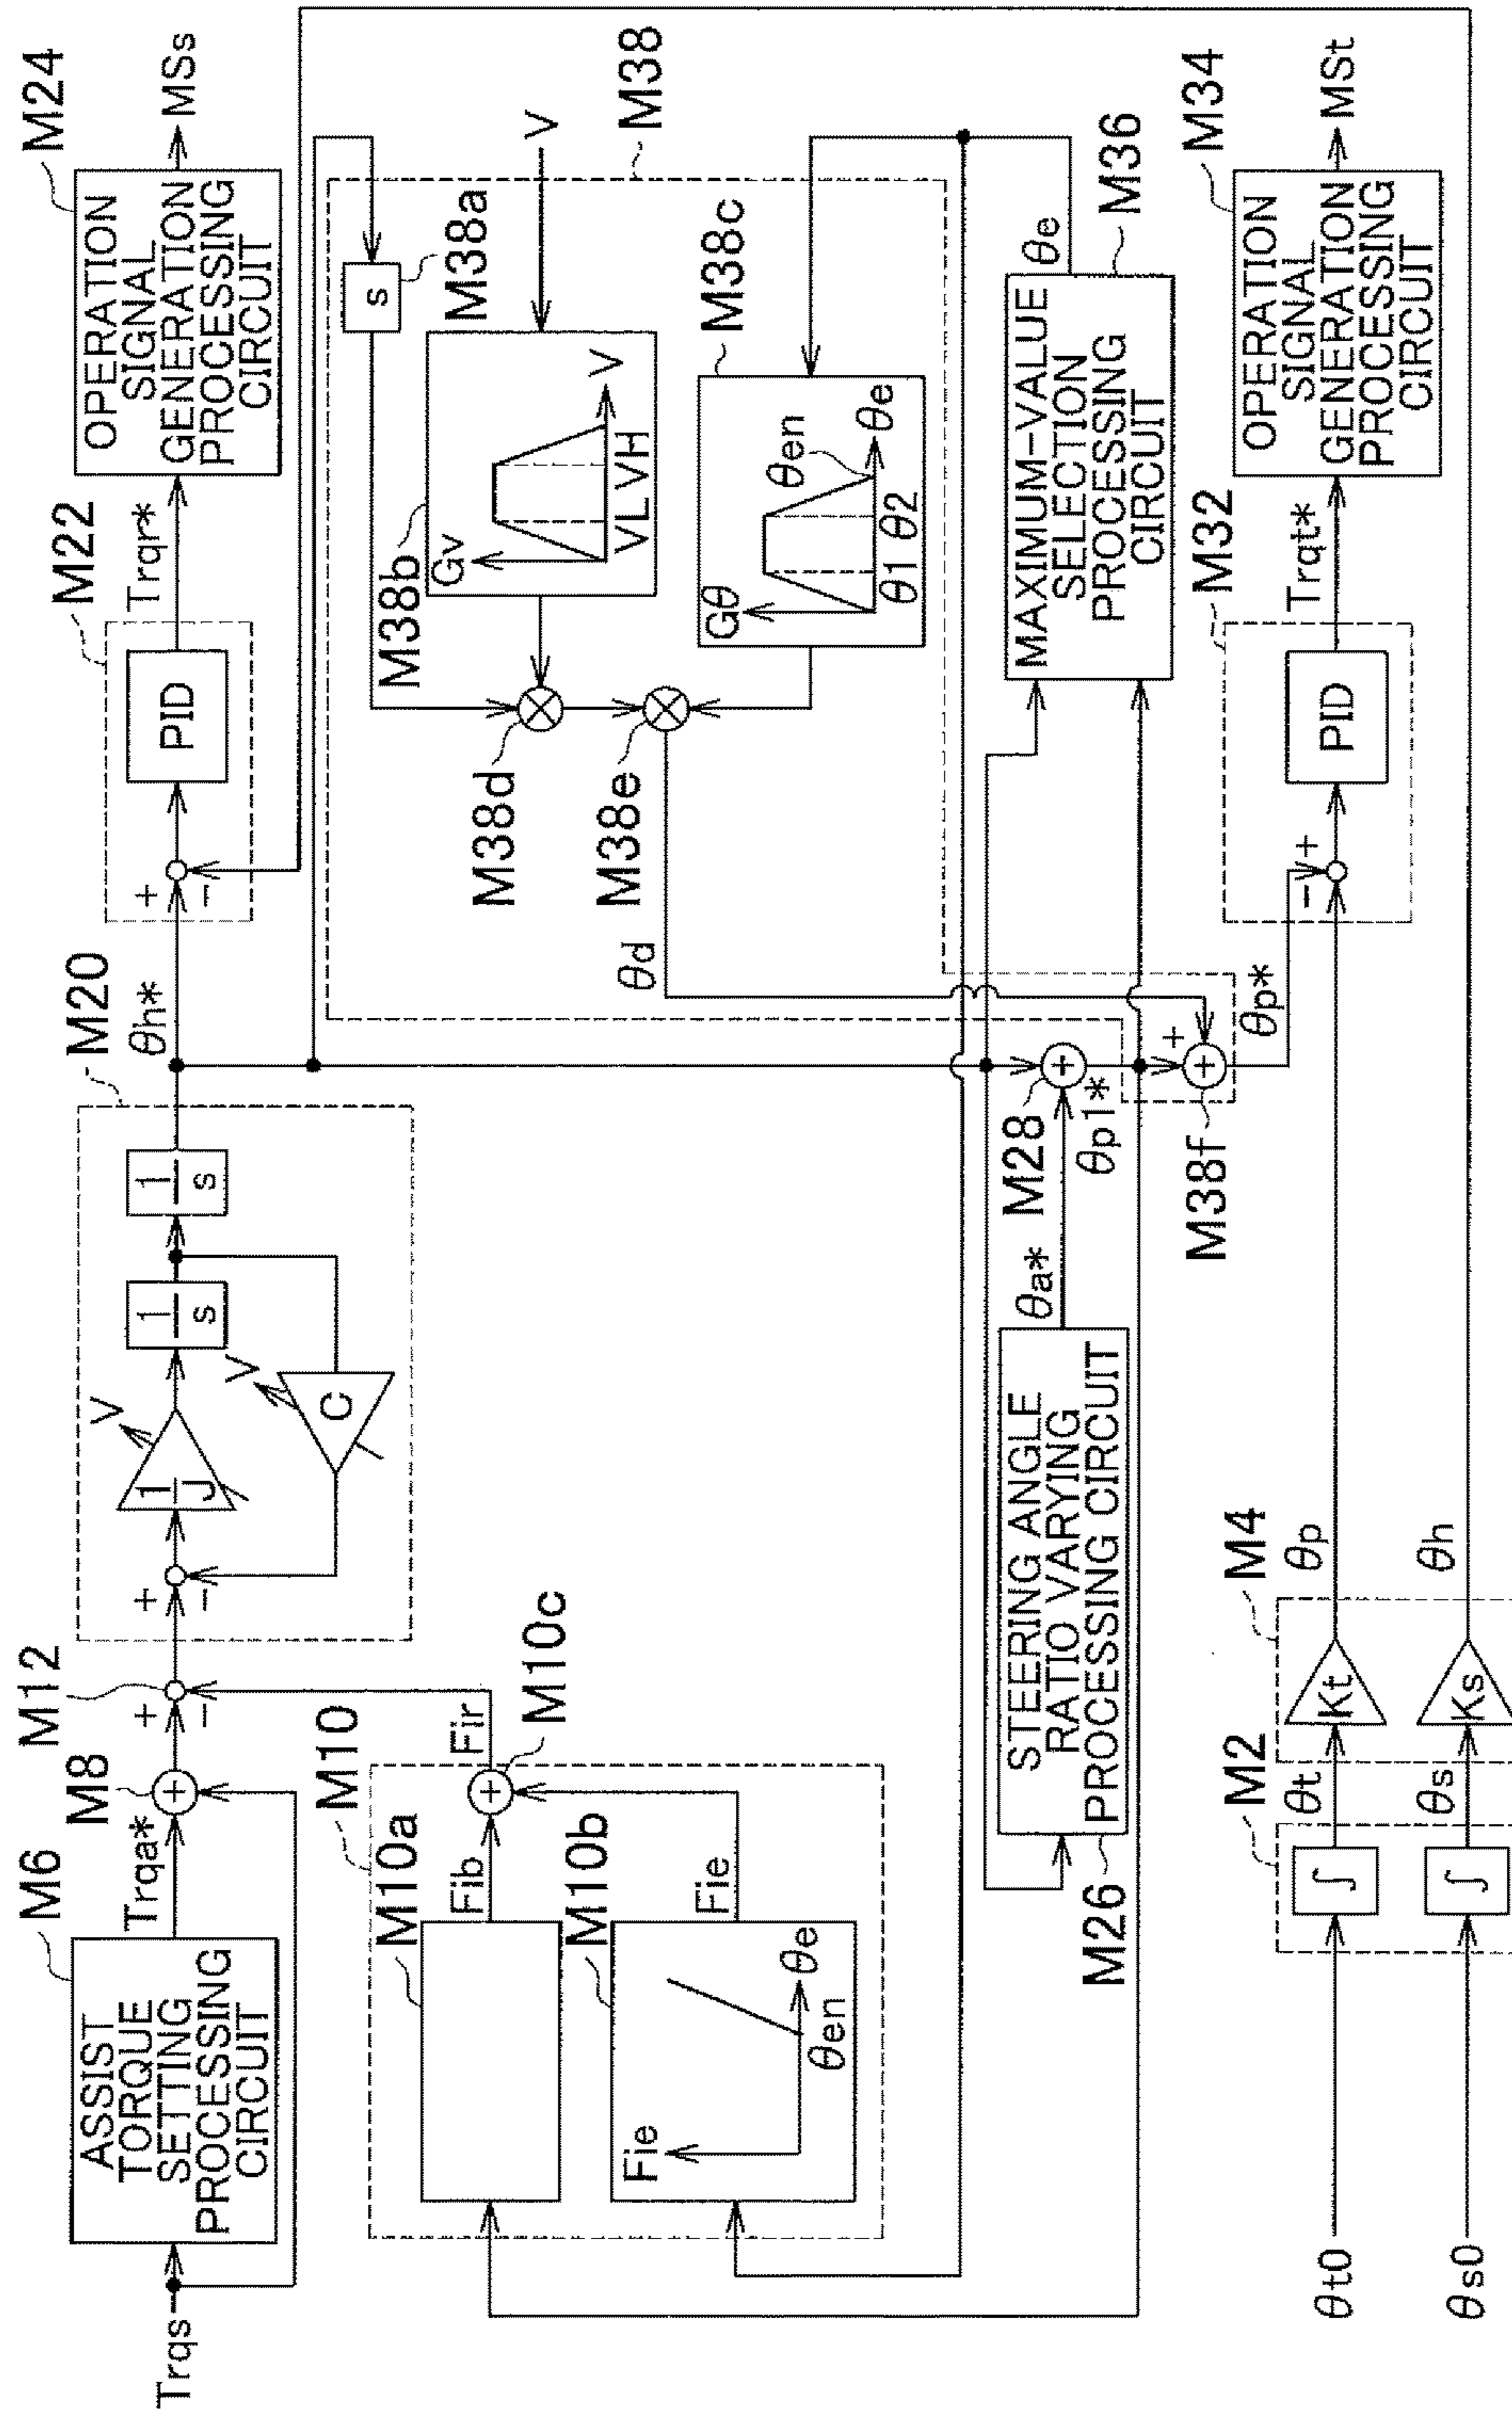 Trqs
M6
ASSIST
TORQUE
SETTING
PROCESSING
CIRCUIT
Trqa*
M8
+
M12
+
−
M20
+
−
1
J
V
1
s
1
s
C
V
θh*
M22
+
−
PID
Trqr*
M24
OPERATION
SIGNAL
GENERATION
PROCESSING
CIRCUIT
MSs
M10
M10a
Fib
M10b
Fie
θe
θen
Fie
M10c
+
Fir
M38
s
M38a
V
M38b
Gv
V
VL VH
M38c
Gθ
θen
θe
θ1 θ2
M38d
M38e
θd
MAXIMUM-VALUE
SELECTION
PROCESSING
CIRCUIT
θe
M36
STEERING ANGLE
RATIO VARYING
PROCESSING CIRCUIT
M26
θa*
M28
+
θp1*
+
+
M38f
θp*
M32
−
+
PID
Trqt*
M34
OPERATION
SIGNAL
GENERATION
PROCESSING
CIRCUIT
MSt
θt0
M2
∫
θt
M4
Kt
θp
θs0
∫
θs
Ks
θh